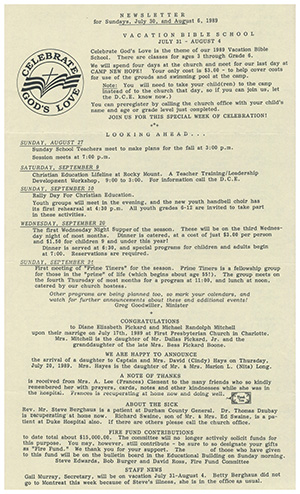 NEWSLETTER
for Sundays, July 30, and August 6, 1989
VACATION BIBLE SCHOOL
JULY 31 - AUGUST 4
CELEBRATE
GOD'S LOVE
Celebrate God's Love is the theme of our 1989 Vacation Bible
School. There are classes for ages 3 through Grade 6.
We will spend four days at the church and meet for our last day at
CAMP NEW HOPE! Your only cost is $3.00 - to help cover costs
for use of the grounds and swimming pool at the camp.
Note: You will need to take your child(ren) to the camp
instead of to the church that day, so if you can join us, let
the D.C.E. know now.)
You can preregister by calling the church office with your child's
name and age or grade level just completed.
JOIN US FOR THIS SPECIAL WEEK OF CELEBRATION!
LOOKING AHEAD...
SUNDAY, AUGUST 27
Sunday School Teachers meet to make plans for the fall at 3:00 p.m.
Session meets at 7:00 p.m.
SATURDAY, SEPTEMBER 9
Christian Education Lifeline at Rocky Mount. A Teacher Training/Leadership
Development Workshop, 9:00 to 3:00. For information call the D.C.E.
SUNDAY, SEPTEMBER 10
Rally Day For Christian Education.
Youth groups will meet in the evening, and the new youth handbell choir has
its first rehearsal at 4:30 p.m. All youth grades 6-12 are invited to take part
in these activities.
WEDNESDAY, SEPTEMBER 20
The first Wednesday Night Supper of the season. These will be on the third Wednes-
day night of most months. Dinner is catered, at a cost of just $3.00 per person
and $1.50 for children 8 and under this year!
Dinner is served at 6:30, and special programs for children and adults begin
at 7:00. Reservations are required.
SUNDAY, SEPTEMBER 24
First meeting of "Prime Timers" for the season. Prime Timers is a fellowship group
for those in the "prime" of life (which begins about age 55!). The group meets on
the fourth Thursday of most months for a program at 11:00, and lunch at noon,
catered by our church hostess.
Other programs are being planned too, so mark your calendars, and
watch for further announcements about these and additional events!
Greg Goodwiller, Minister
CONGRATULATIONS
to Diane Elizabeth Pickard and Michael Randolph Mitchell
upon their marriage on July 17th, 1989 at First Presbyterian Church in Charlotte.
Mrs. Mitchell is the daughter of Mr. Dallas Pickard, Jr. and the
granddaughter of the late Mrs. Bess Pickard Boone.
WE ARE HAPPY TO ANNOUNCE
the arrival of a daughter to Captain and Mrs. David (Cindy) Hays on Thursday,
July 20, 1989. Mrs. Hays is the daughter of Mr. & Mrs. Marion L. (Nita) Long.
A NOTE OF THANKS
is received from Mrs. A. Lee (Frances) Clement to the many friends who so kindly
remembered her with prayers, cards, notes and other kindnesses while she was in
the hospital. Frances is recuperating at home now and doing well.
ABOUT THE SICK
Rev. Mr. Steve Berghaus is a patient at Durham County General. Dr. Thomas
is recuperating at home now. Richard Swaine, son of Mr. & Mrs. Ed Swaine, is a
patient at Duke Hospital also. If there are others please call the church office.
FIRE FUND CONTRIBUTIONS
to date total about $15,000.00. The committee will no longer actively solicit funds for
this purpose. You may, however, still contribute - be sure to so designate your gifts
as "Fire Fund." We thank you for your support. The of those who have given
to this fund will be on the bulletin board in the Educational Building on Sunday.
Steve Edwards, Bob Burger and David Ross, Fire Fund Committee
STAFF NEWS
Gail Murray, Secretary, will be on vacation July 31-August 4. Betty Berghaus did not
go to Montreat this week because of Steve's illness, she is in the office on Sunday.